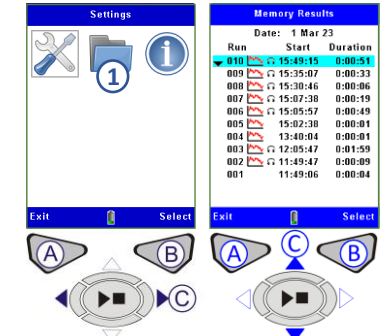 Settings
1
i
Exit Select
A B
C
Memory Results
Date: 1 Mar 23
Run Start Duration
010 15:49:15 0:00:51
009 15:35:07 0:00:33
008 15:30:46 0:00:06
007 15:07:38 0:00:19
006 15:05:57 0:00:49
005 15:02:38 0:00:01
004 13:40:04 0:00:01
003 12:05:47 0:01:59
002 11:49:47 0:00:09
001 11:49:06 0:00:04
Exit Select
A C B